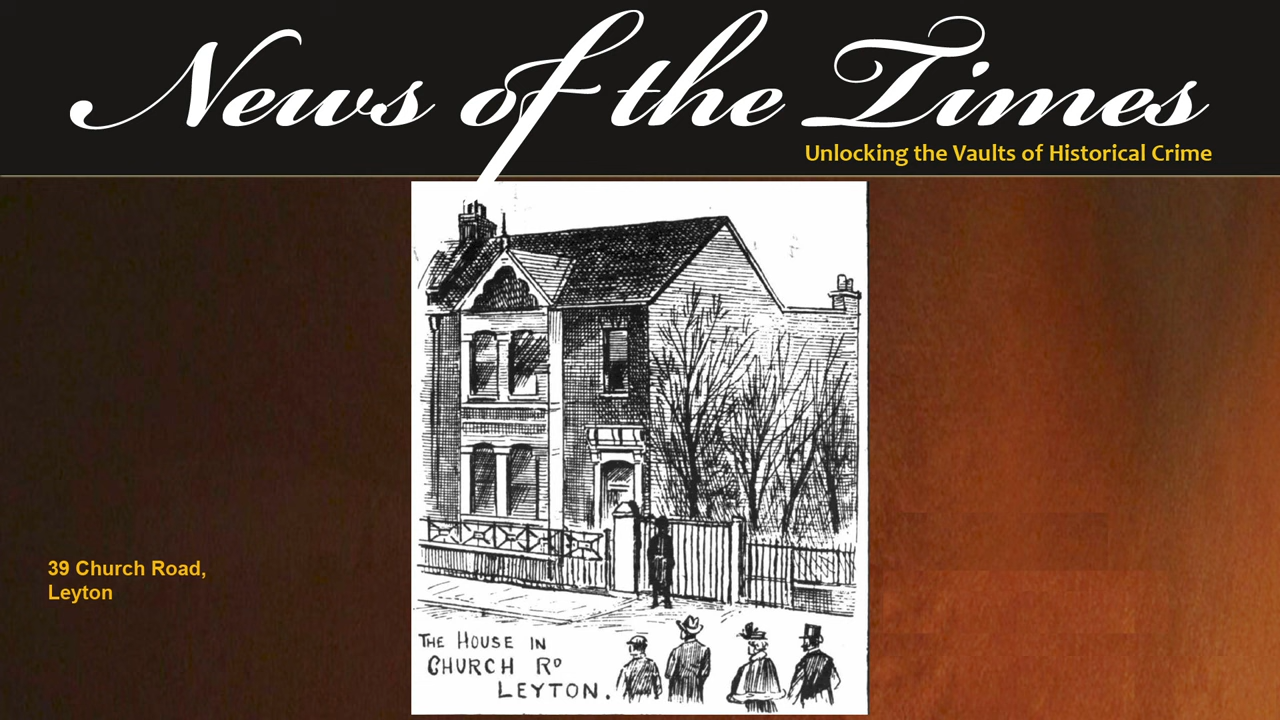 News of the Times
Unlocking the Vaults of Historical Crime
39 Church Road,
Leyton
THE HOUSE IN
CHURCH RD
LEYTON.